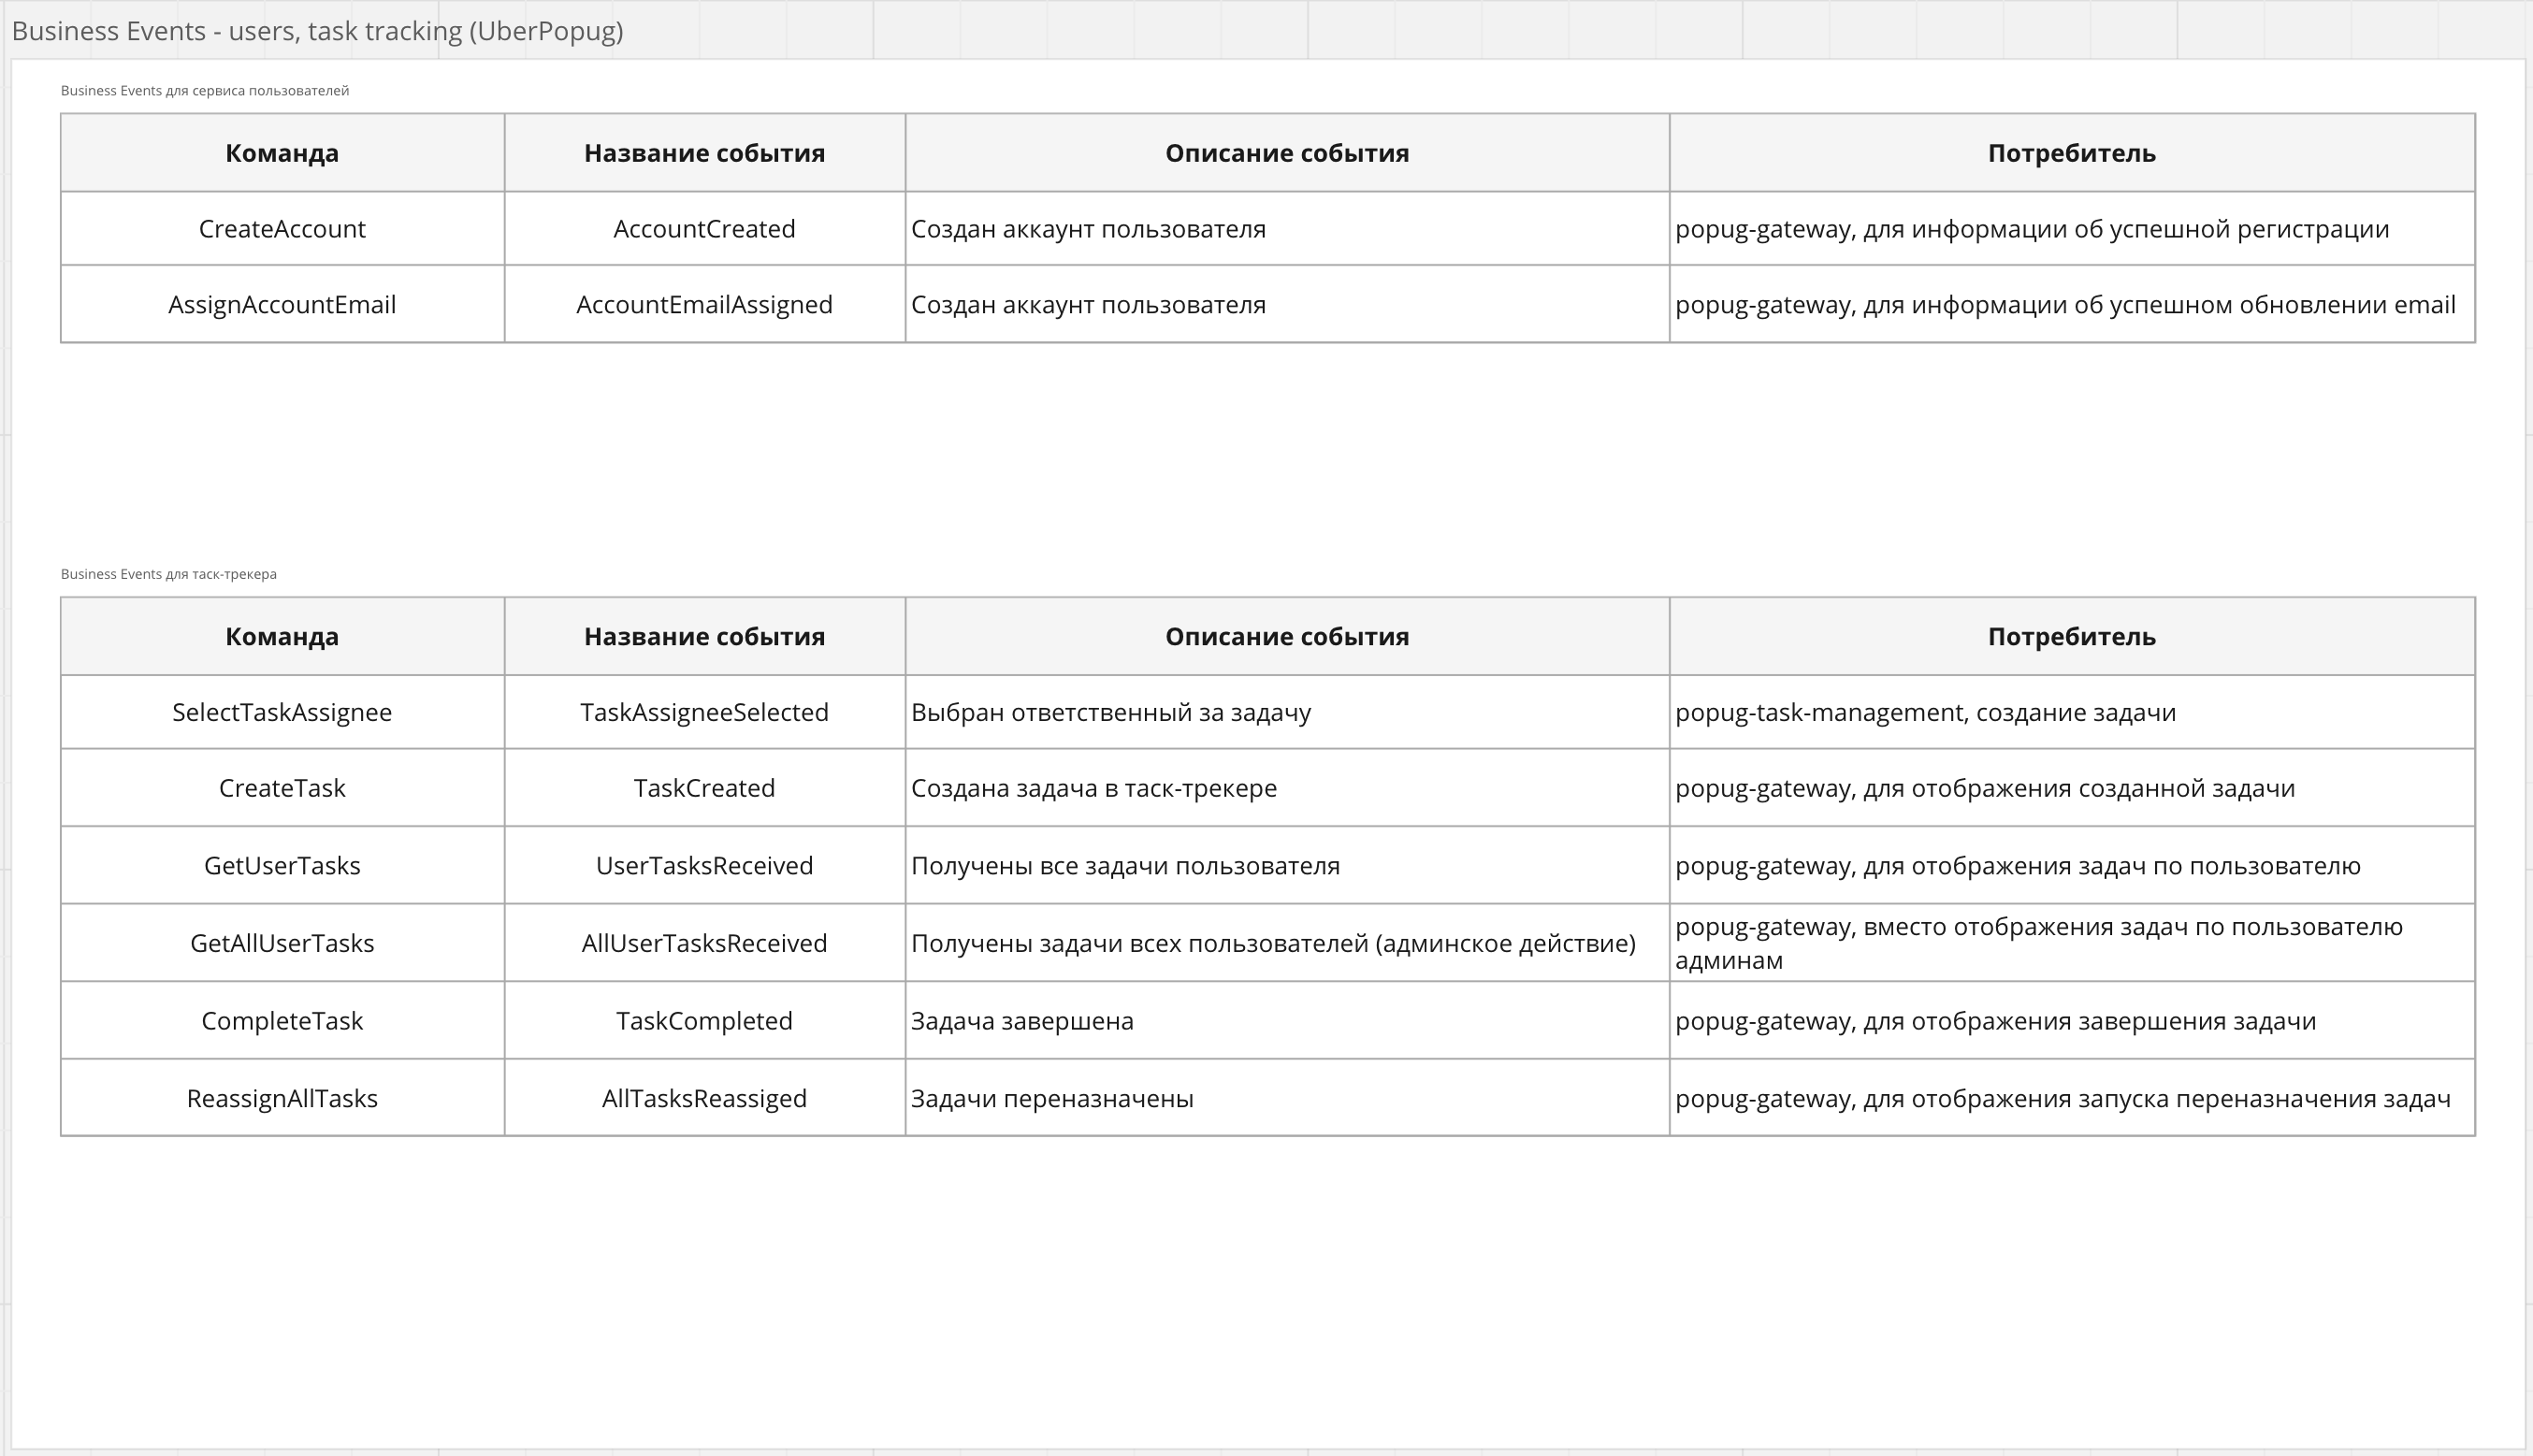 Business Events - users, task tracking (UberPopug)
Business Events для сервиса пользователей
Команда Название события Описание события Потребитель
CreateAccount AccountCreated Создан аккаунт пользователя popug-gateway, для информации об успешной регистрации
AssignAccountEmail AccountEmailAssigned Создан аккаунт пользователя popug-gateway, для информации об успешном обновлении email
Business Events для таск-трекера
Команда Название события Описание события Потребитель
SelectTaskAssignee TaskAssigneeSelected Выбран ответственный за задачу popug-task-management, создание задачи
CreateTask TaskCreated Создана задача в таск-трекере popug-gateway, для отображения созданной задачи
GetUserTasks UserTasksReceived Получены все задачи пользователя popug-gateway, для отображения задач по пользователю
GetAllUserTasks AllUserTasksReceived Получены задачи всех пользователей (админское действие) popug-gateway, вместо отображения задач по пользователю
админам
CompleteTask TaskCompleted Задача завершена popug-gateway, для отображения завершения задачи
ReassignAllTasks AllTasksReassiged Задачи переназначены popug-gateway, для отображения запуска переназначения задач